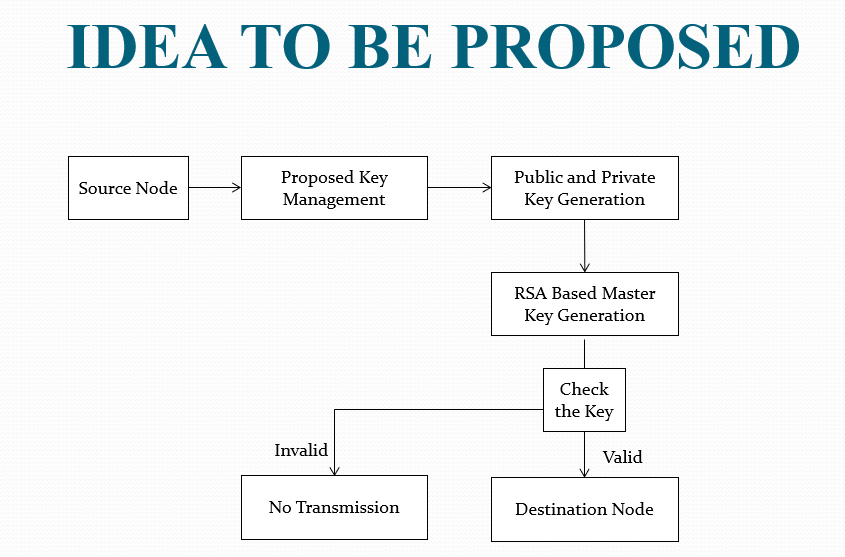 IDEA TO BE PROPOSED
Source Node
Proposed Key
Management
Public and Private
Key Generation
RSA Based Master
Key Generation
Check
the Key
Invalid
Valid
No Transmission
Destination Node